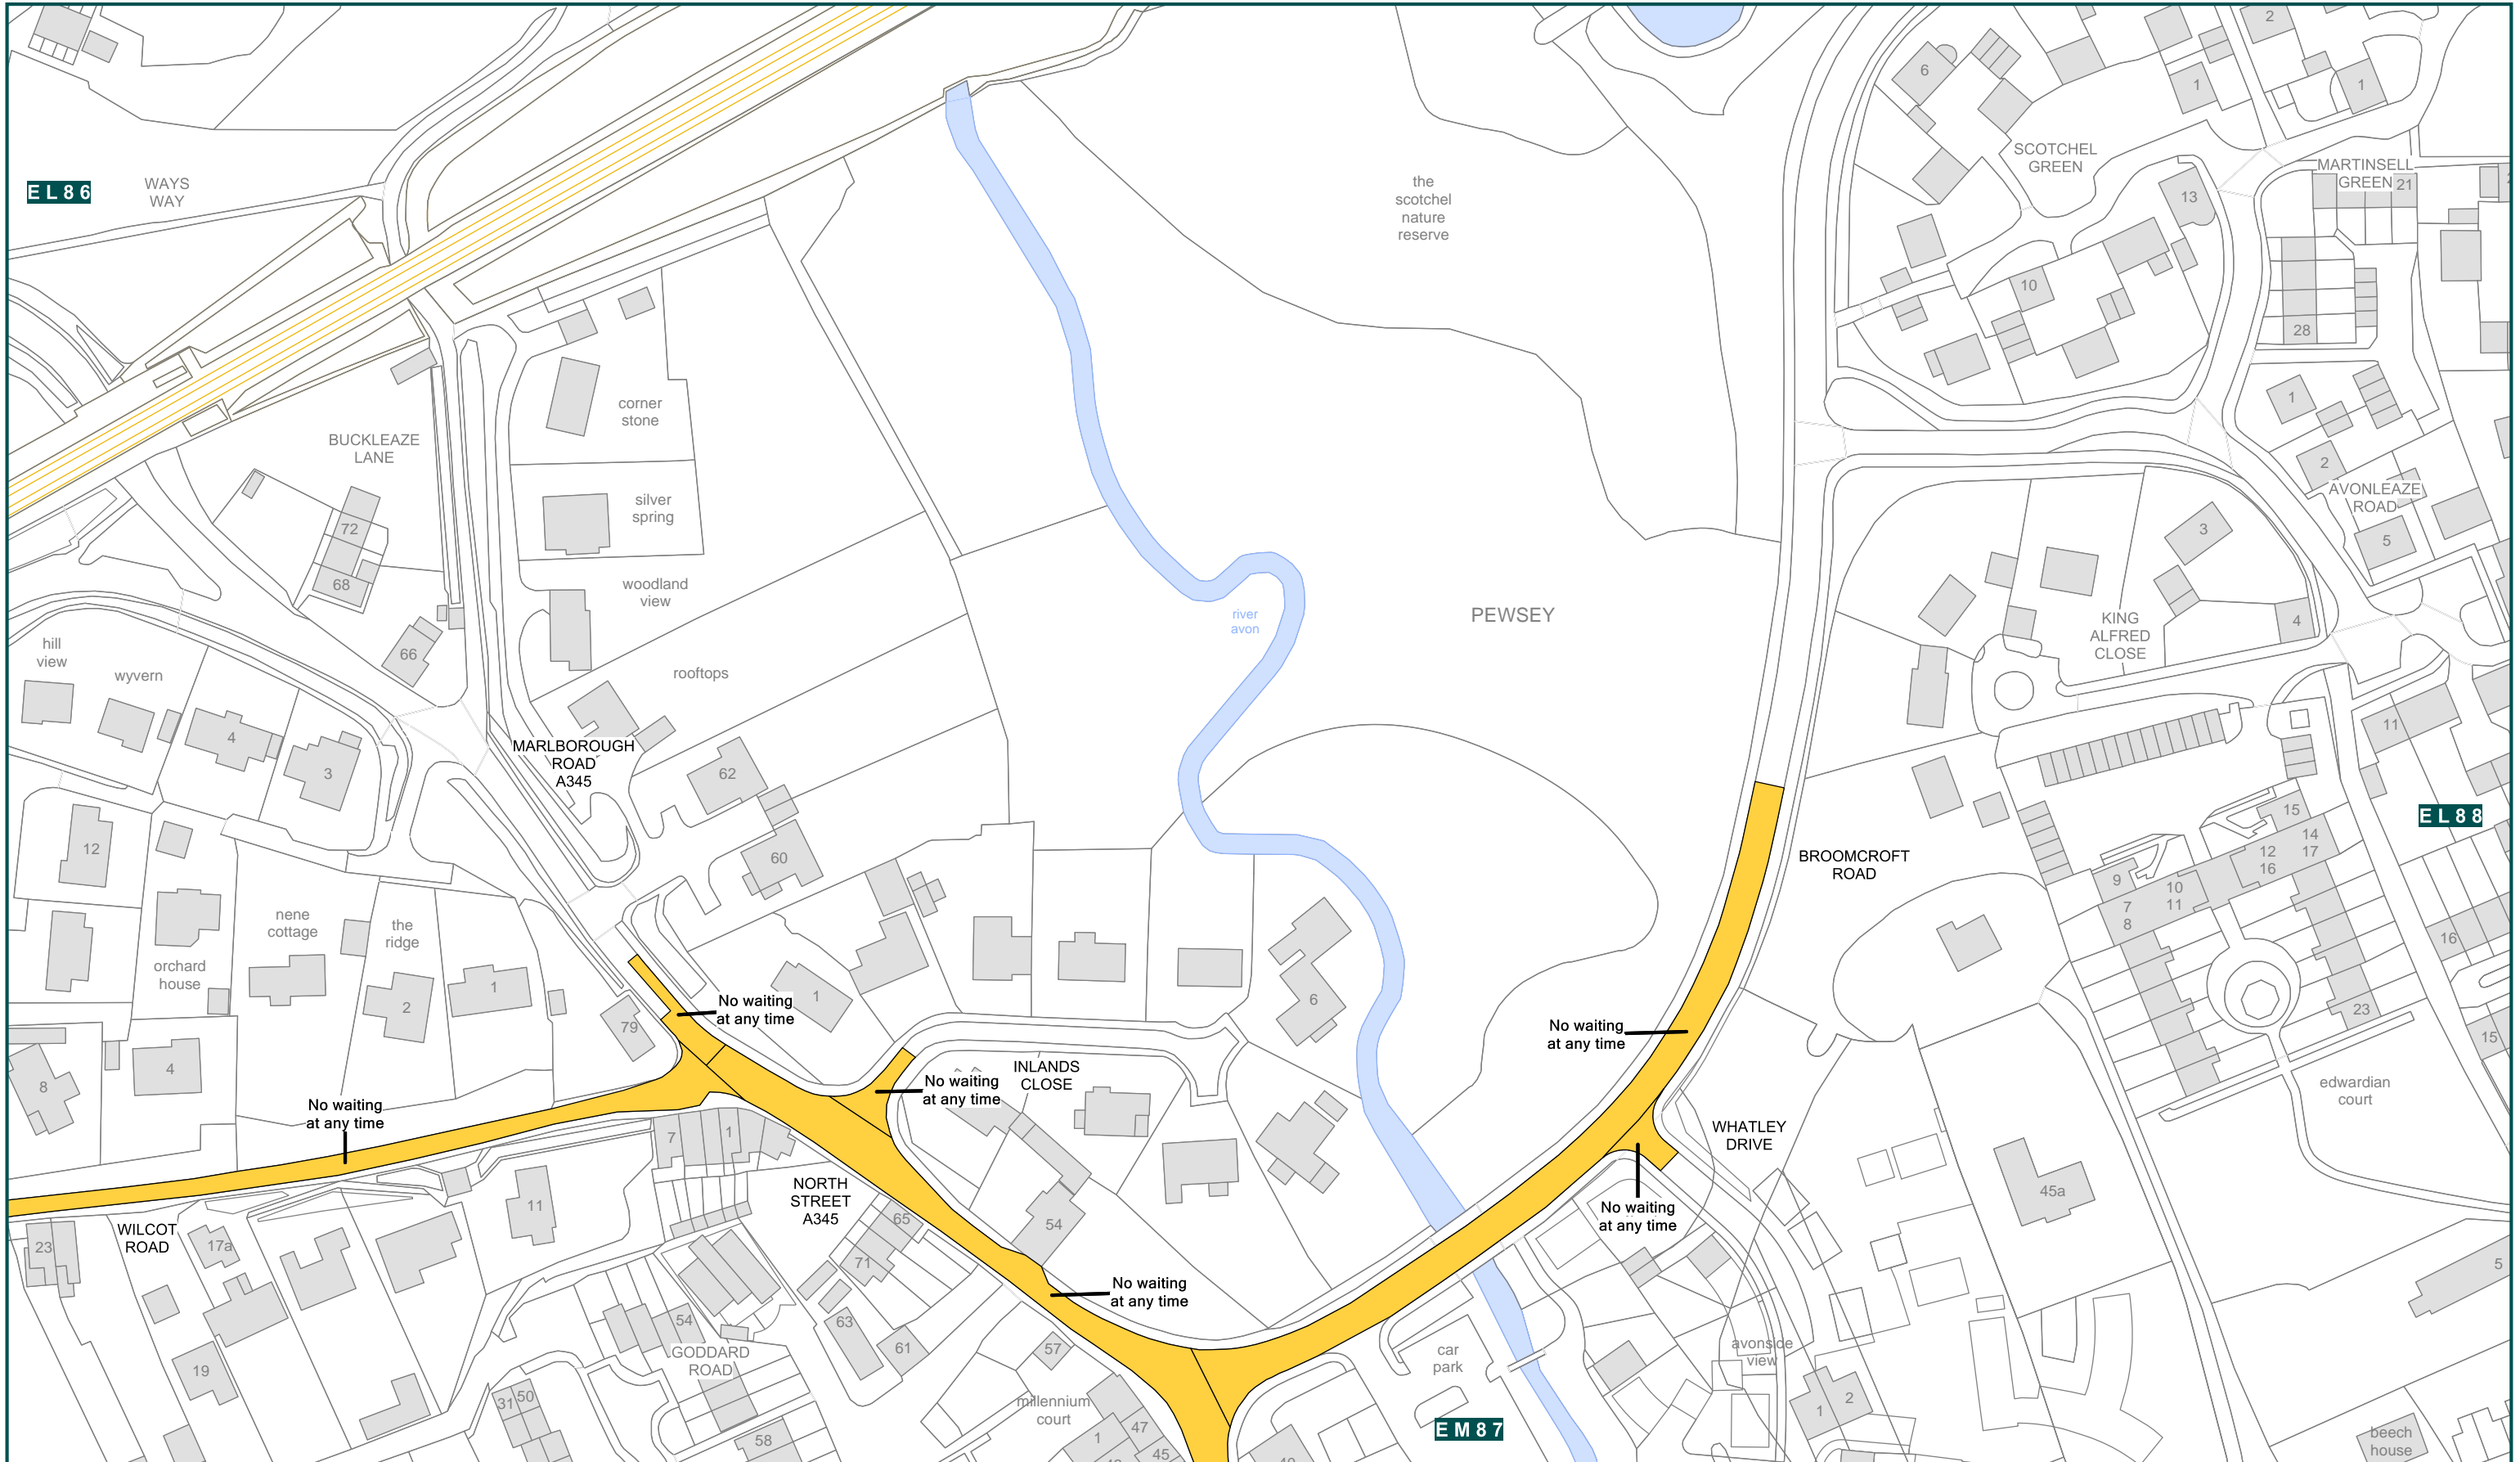 2
6
1
1
SCOTCHEL
GREEN
MARTINSELL
GREEN
21
EL86
WAYS
WAY
the
scotchel
nature
reserve
13
10
28
corner
stone
BUCKLEAZE
LANE
1
2
AVONLEAZE
ROAD
silver
spring
72
3
5
68
woodland
view
river
avon
PEWSEY
KING
ALFRED
CLOSE
4
hill
view
66
wyvern
rooftops
4
3
MARLBOROUGH
ROAD
A345
62
11
EL88
12
60
BROOMCROFT
ROAD
15
14
17
12
16
9
10
11
7
8
nene
cottage
the
ridge
orchard
house
16
1
2
1
6
23
No waiting
at any time
79
No waiting
at any time
15
8
4
INLANDS
CLOSE
No waiting
at any time
edwardian
court
No waiting
at any time
7
1
WHATLEY
DRIVE
NORTH
STREET
A345
45a
11
No waiting
at any time
WILCOT
ROAD
23
17a
65
54
71
5
No waiting
at any time
54
63
61
57
GODDARD
ROAD
car
park
avonside
view
19
31
50
millennium
court
47
1
45
58
EM87
1
2
beech
house